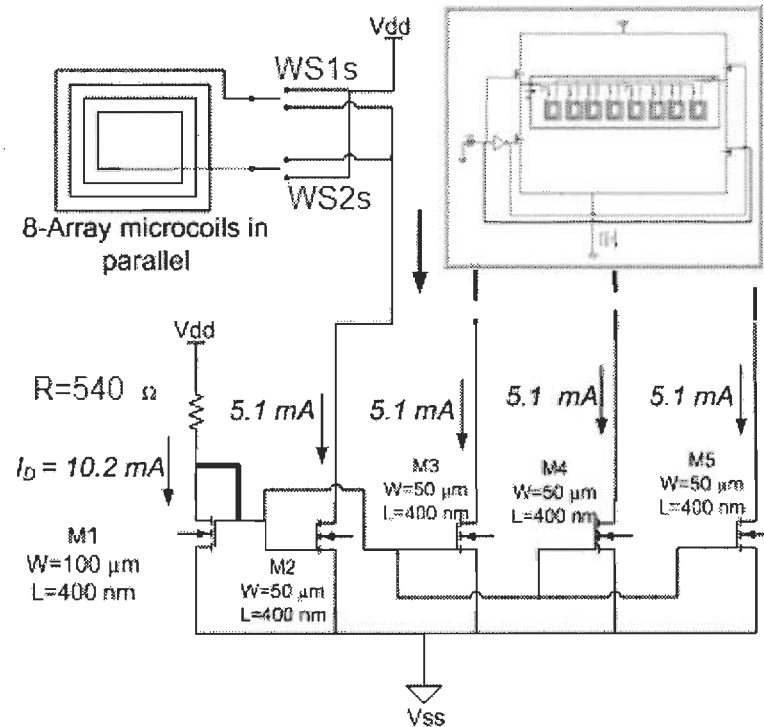 Vdd
WS1s
WS2s
8-Array microcoils in
parallel
Vdd
R=540 Ω
5.1 mA
5.1 mA
5.1 mA
5.1 mA
I_D = 10.2 mA
M1
W=100 µm
L=400 nm
M2
W=50 µm
L=400 nm
M3
W=50 µm
L=400 nm
M4
W=50 µm
L=400 nm
M5
W=50 µm
L=400 nm
Vss